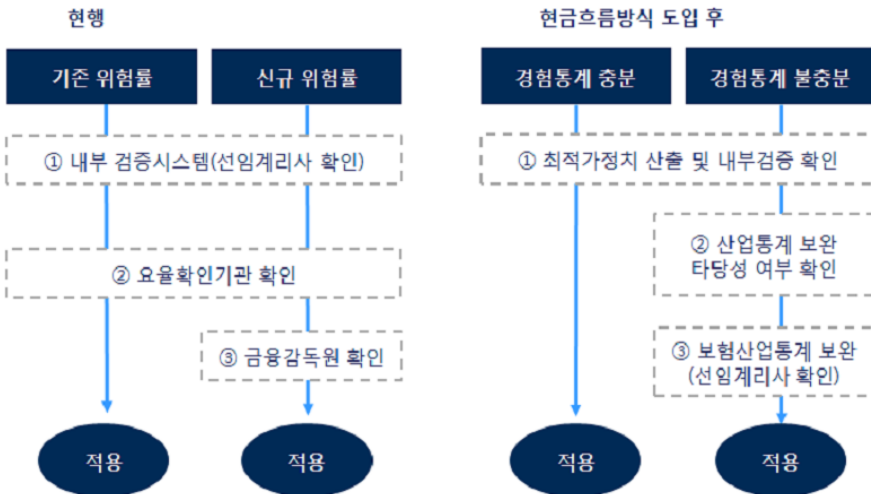 현행
기존 위험률
신규 위험률
① 내부 검증시스템(선임계리사 확인)
② 요율확인기관 확인
③ 금융감독원 확인
적용
적용
현금흐름방식 도입 후
경험통계 충분
경험통계 불충분
① 최적가정치 산출 및 내부검증 확인
② 산업통계 보완
타당성 여부 확인
③ 보험산업통계 보완
(선임계리사 확인)
적용
적용